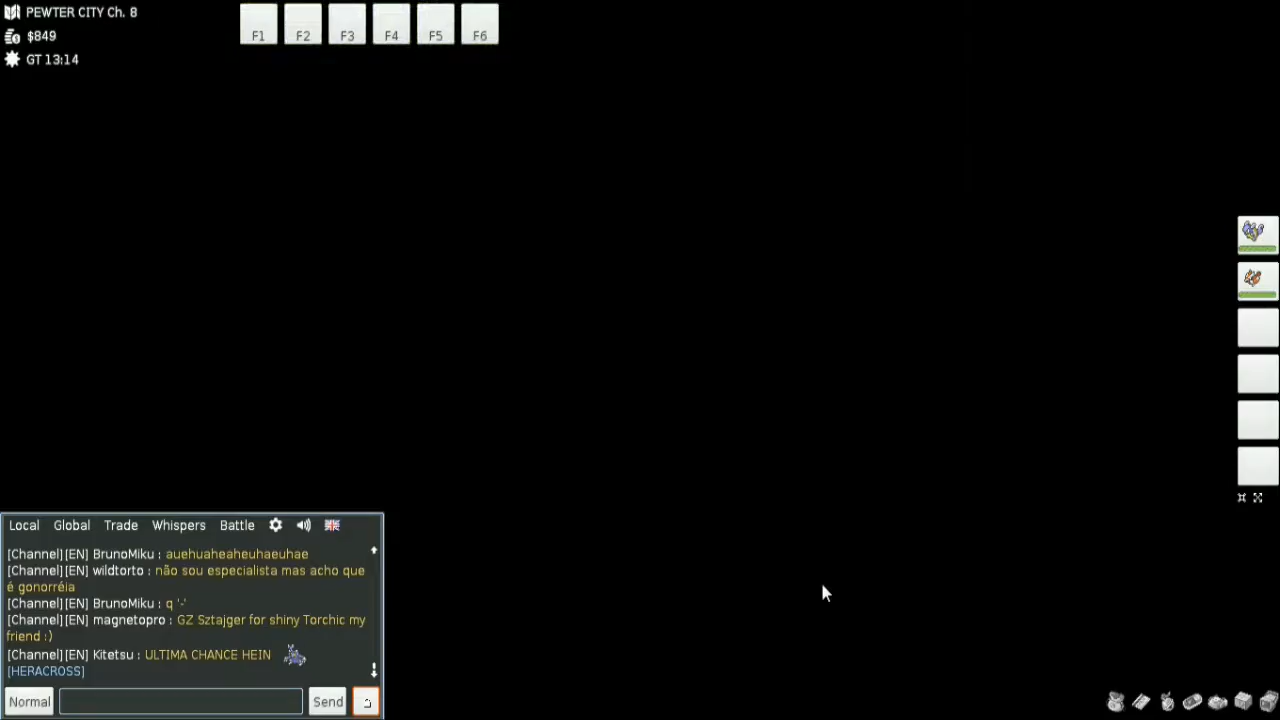 PEWTER CITY Ch. 8
$849
GT 13:14
F1 F2 F3 F4 F5 F6
Local Global Trade Whispers Battle
[Channel][EN] BrunoMiku : auehuaheaheuhaeuhae
[Channel][EN] wildtorto : não sou especialista mas acho que
é gonorréia
[Channel][EN] BrunoMiku : q '-'
[Channel][EN] magnetopro : GZ Sztajger for shiny Torchic my
friend :)
[Channel][EN] Kitetsu : ULTIMA CHANCE HEIN
[HERACROSS]
Normal Send